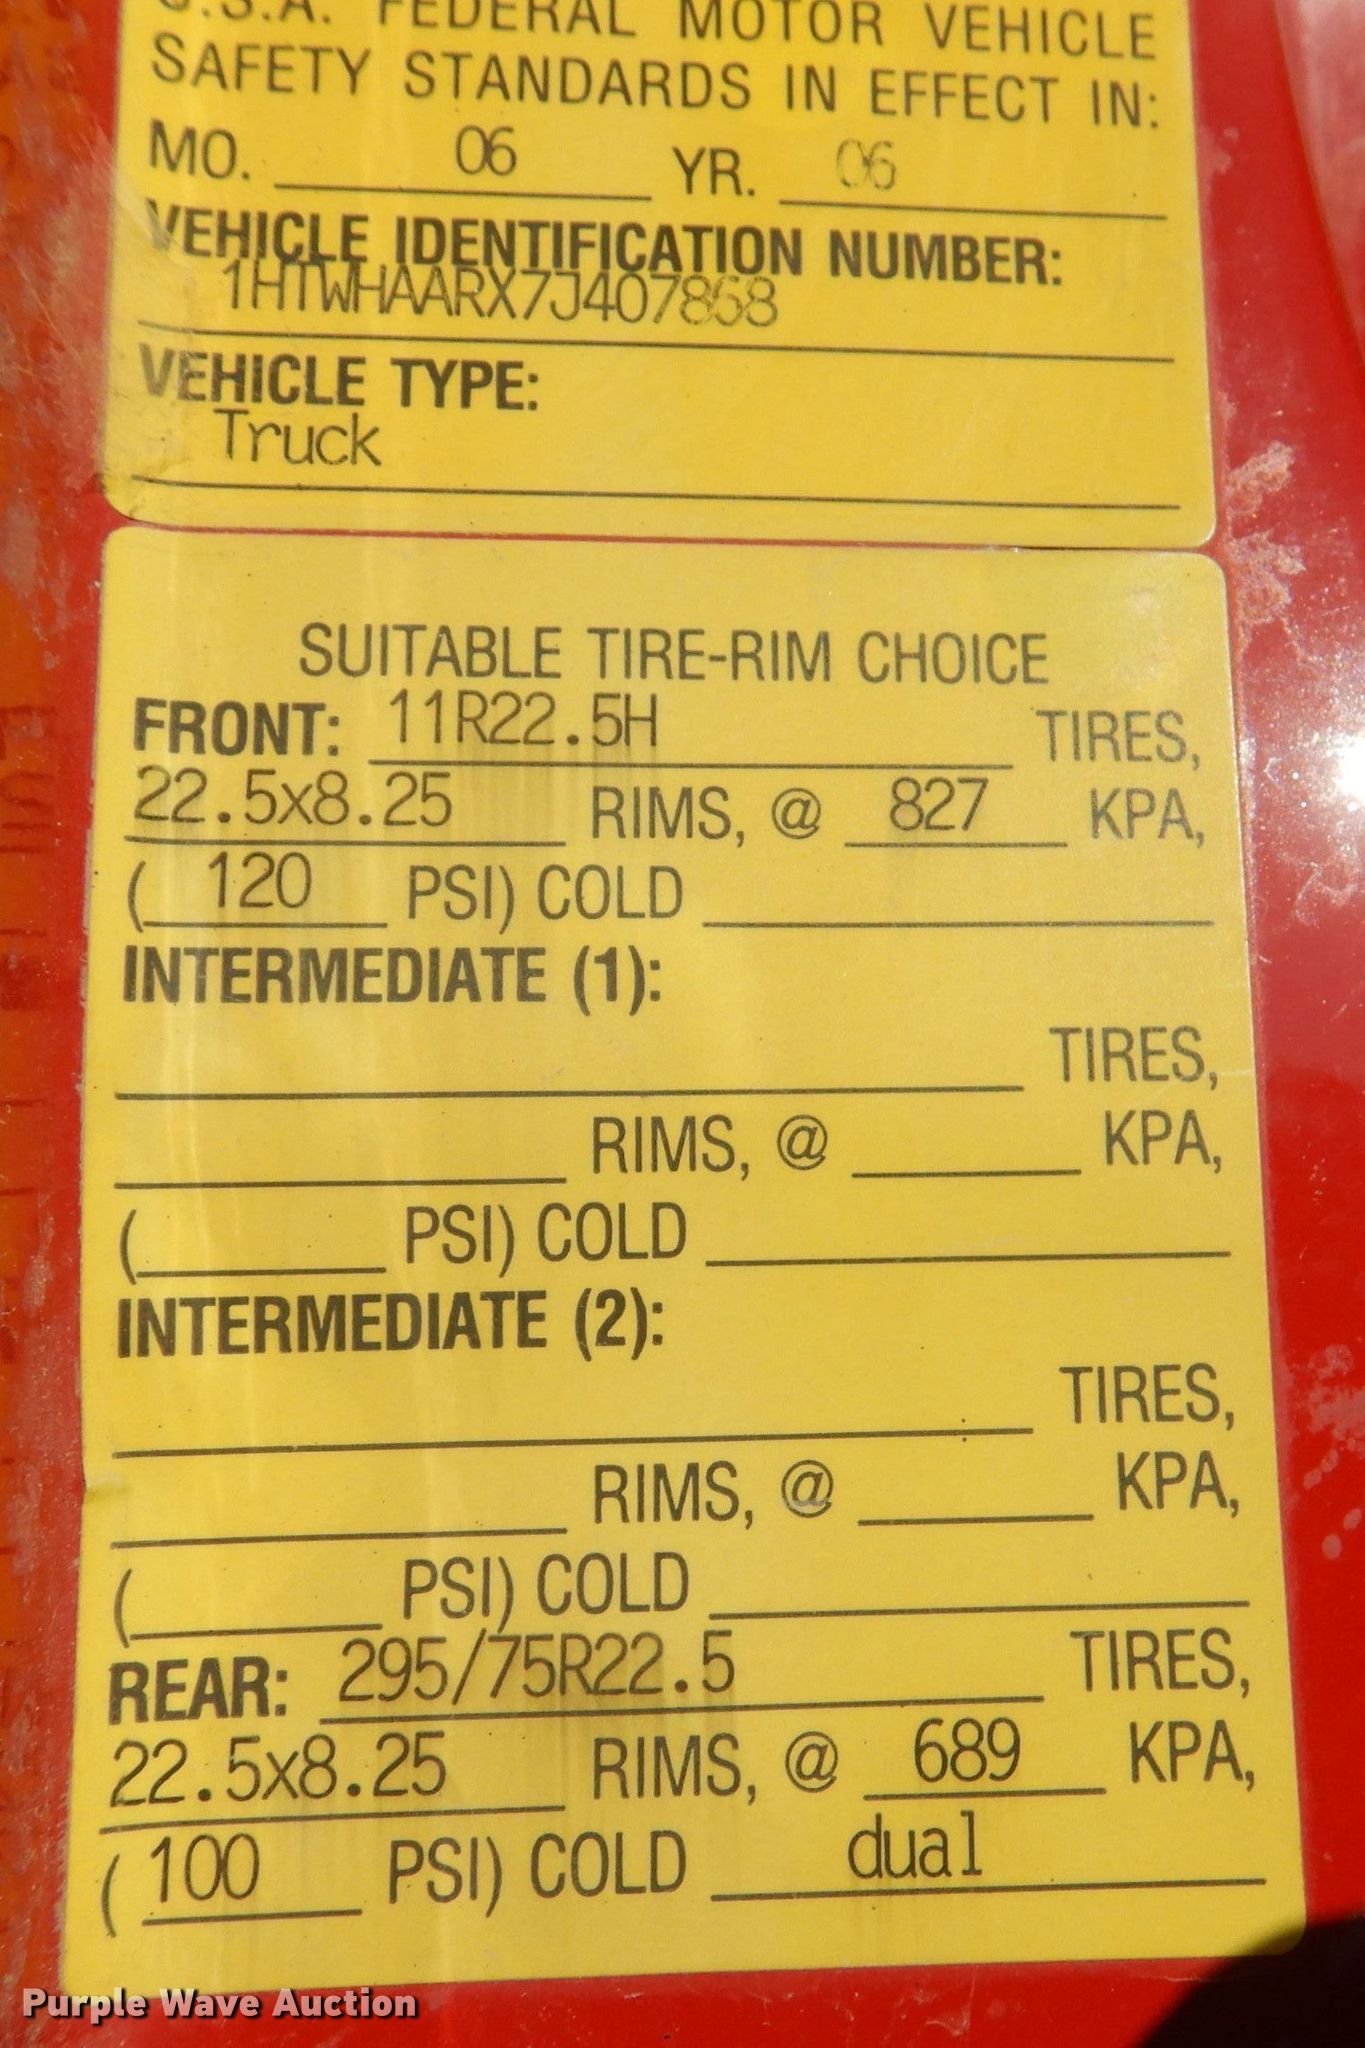 U.S.A. FEDERAL MOTOR VEHICLE
SAFETY STANDARDS IN EFFECT IN:
MO. 06 YR. 06
VEHICLE IDENTIFICATION NUMBER:
1HTWHAARX7J407868
VEHICLE TYPE:
Truck
SUITABLE TIRE-RIM CHOICE
FRONT: 11R22.5H TIRES,
22.5x8.25 RIMS, @ 827 KPA,
( 120 PSI) COLD
INTERMEDIATE (1):
TIRES,
RIMS, @ KPA,
( PSI) COLD
INTERMEDIATE (2):
TIRES,
RIMS, @ KPA,
( PSI) COLD
REAR: 295/75R22.5 TIRES,
22.5x8.25 RIMS, @ 689 KPA,
( 100 PSI) COLD dual
Purple Wave Auction